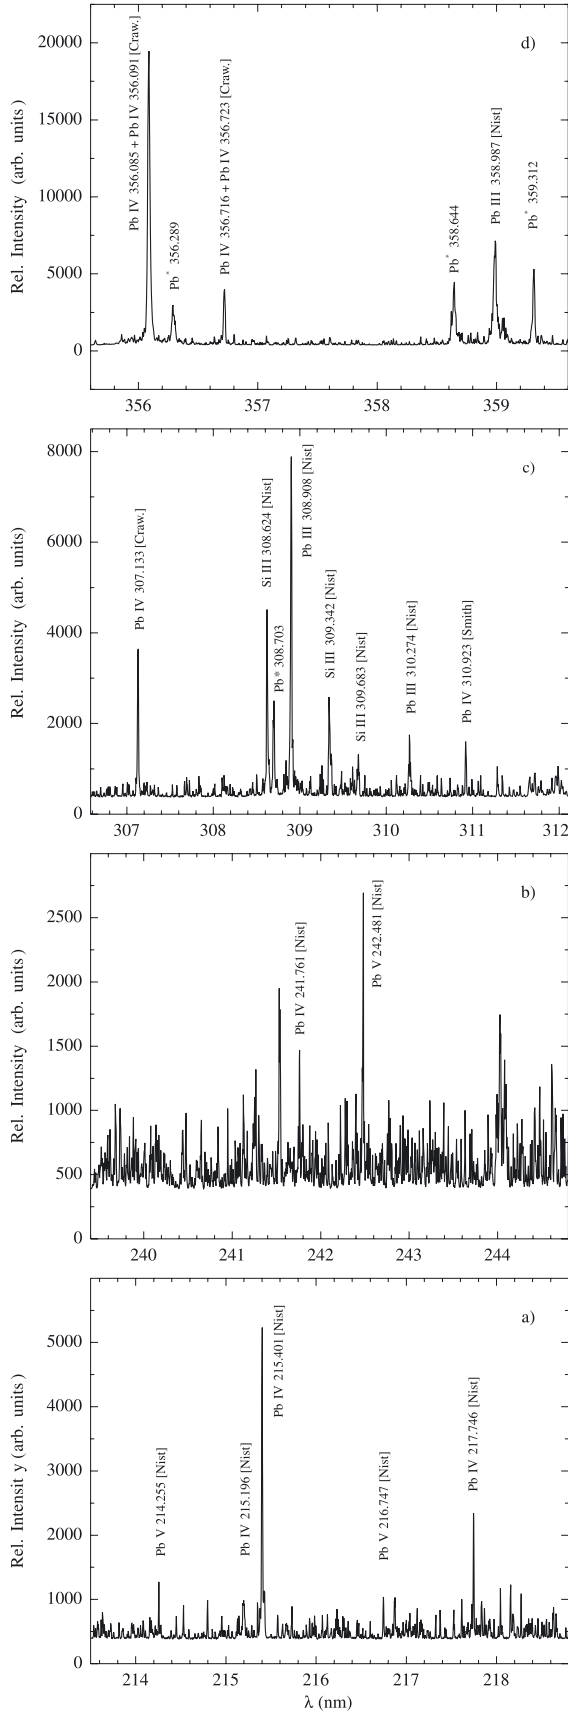 d)
20000
15000
10000
5000
0
Rel. Intensity (arb. units)
Pb IV 356.085 + Pb IV 356.091 [Craw.]
Pb* 356.289
Pb IV 356.716 + Pb IV 356.723 [Craw.]
Pb* 358.644
Pb III 358.987 [Nist]
Pb* 359.312
356 357 358 359
c)
8000
6000
4000
2000
0
Rel. Intensity (arb. units)
Pb IV 307.133 [Craw.]
Si III 308.624 [Nist]
Pb* 308.703
Pb III 308.908 [Nist]
Si III 309.342 [Nist]
Si III 309.683 [Nist]
Pb III 310.274 [Nist]
Pb IV 310.923 [Smith]
307 308 309 310 311 312
b)
2500
2000
1500
1000
500
0
Rel. Intensity (arb. units)
Pb IV 241.761 [Nist]
Pb V 242.481 [Nist]
240 241 242 243 244
a)
5000
4000
3000
2000
1000
0
Rel. Intensit y (arb. units)
Pb V 214.255 [Nist]
Pb IV 215.196 [Nist]
Pb IV 215.401 [Nist]
Pb V 216.747 [Nist]
Pb IV 217.746 [Nist]
214 215 216 217 218
λ (nm)